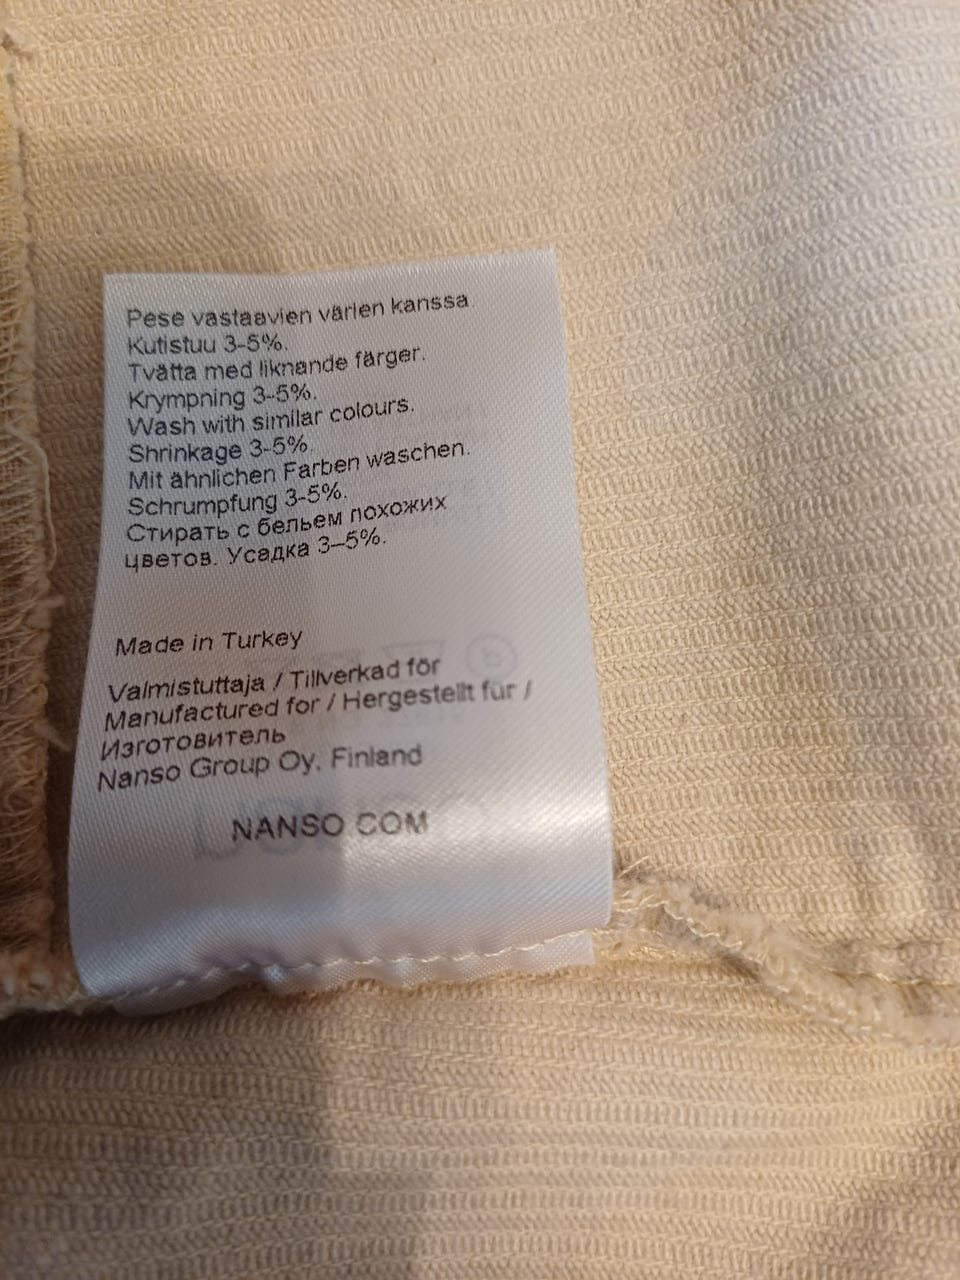 Pese vastaavien värien kanssa.
Kutistuu 3-5%.
Tvätta med liknande färger.
Krympning 3-5%.
Wash with similar colours.
Shrinkage 3-5%.
Mit ähnlichen Farben waschen.
Schrumpfung 3-5%.
Стирать с бельем похожих
цветов. Усадка 3–5%.
Made in Turkey
Valmistuttaja / Tillverkad för
Manufactured for / Hergestellt für /
Изготовитель
Nanso Group Oy, Finland
NANSO.COM